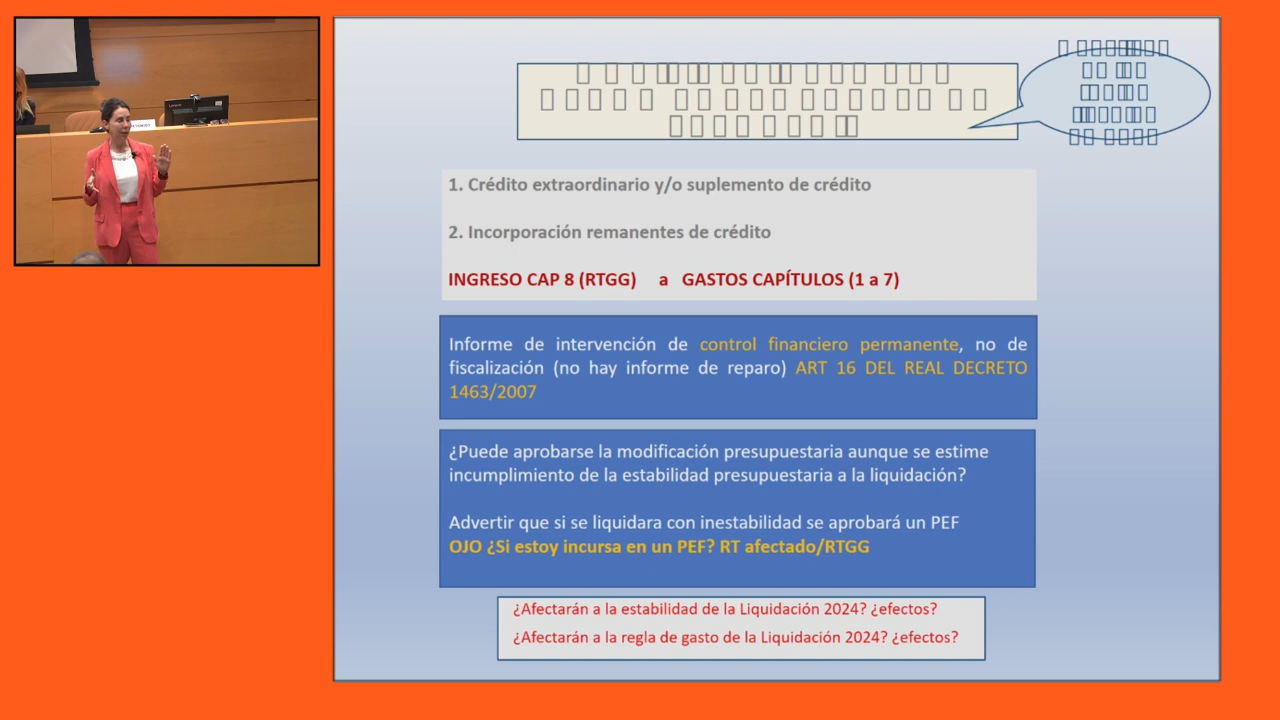 1. Crédito extraordinario y/o suplemento de crédito
2. Incorporación remanentes de crédito
INGRESO CAP 8 (RTGG) a GASTOS CAPÍTULOS (1 a 7)
Informe de intervención de control financiero permanente, no de
fiscalización (no hay informe de reparo) ART 16 DEL REAL DECRETO
1463/2007
¿Puede aprobarse la modificación presupuestaria aunque se estime
incumplimiento de la estabilidad presupuestaria a la liquidación?
Advertir que si se liquidara con inestabilidad se aprobará un PEF
OJO ¿Si estoy incursa en un PEF? RT afectado/RTGG
¿Afectarán a la estabilidad de la Liquidación 2024? ¿efectos?
¿Afectarán a la regla de gasto de la Liquidación 2024? ¿efectos?